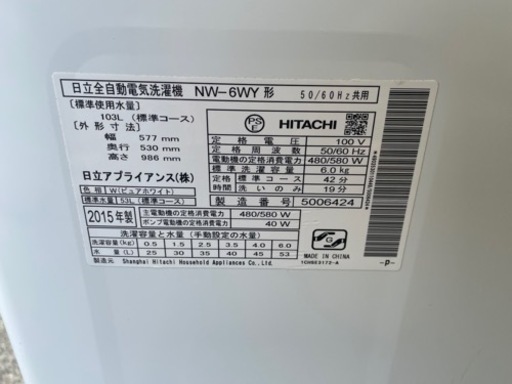 日立全自動電気洗濯機 NW-6WY 形 50/60Hz共用
〔標準使用水量〕
103L (標準コース)
〔外形寸法〕
幅 577 mm
奥行 530 mm
高さ 986 mm
日立アプライアンス(株)
色柄 W(ピュアホワイト)
標準水量 53L (標準コース)
PS
E
HITACHI
定格電圧 100 V
定格周波数 50/60 Hz
電動機の定格消費電力 480/580 W
標準洗濯容量 6.0 kg
定格標準コース 42分
時間洗いのみ 19分
製造番号 5006424
2015年製
主電動機の定格消費電力 480/580 W
ポンプ電動機の定格消費電力 40 W
洗濯容量と水量 (手動設定の水量)
洗濯容量(kg) 0.5 1.5 2.5 3.5 4.0 6.0
水量(L) 25 30 35 40 45 53
製造元: Shanghai Hitachi Household Appliances Co., Ltd.
G
MADE IN CHINA
-P-